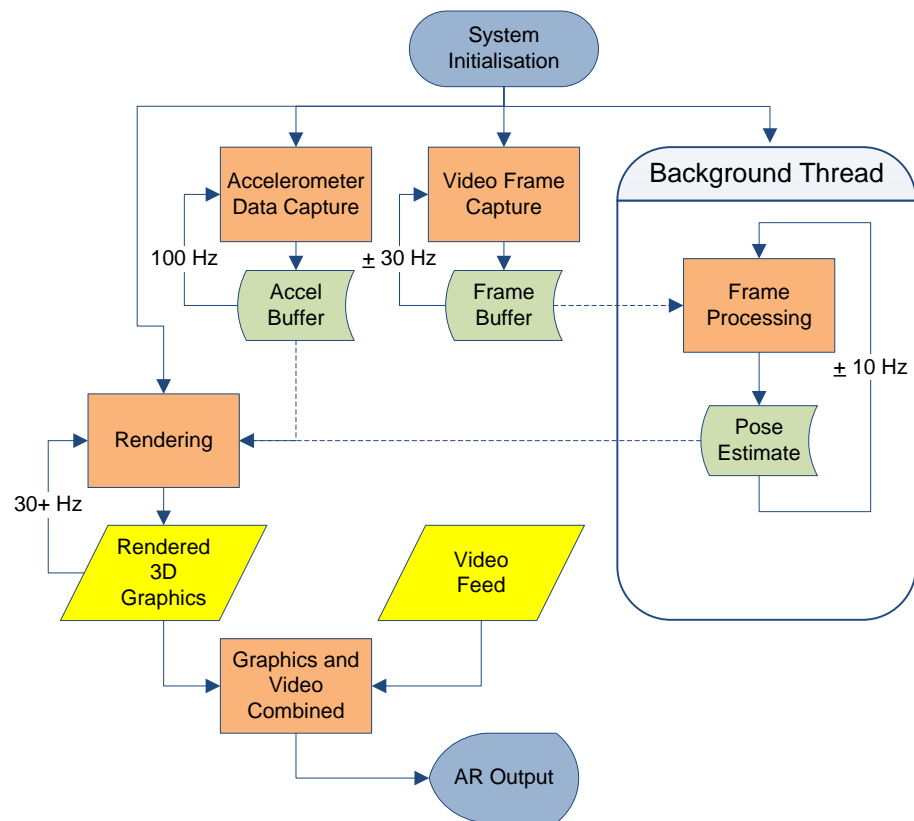 System
Initialisation
Accelerometer
Data Capture
Video Frame
Capture
Background Thread
100 Hz
± 30 Hz
Accel
Buffer
Frame
Buffer
Frame
Processing
± 10 Hz
Rendering
Pose
Estimate
30+ Hz
Rendered
3D
Graphics
Video
Feed
Graphics and
Video
Combined
AR Output